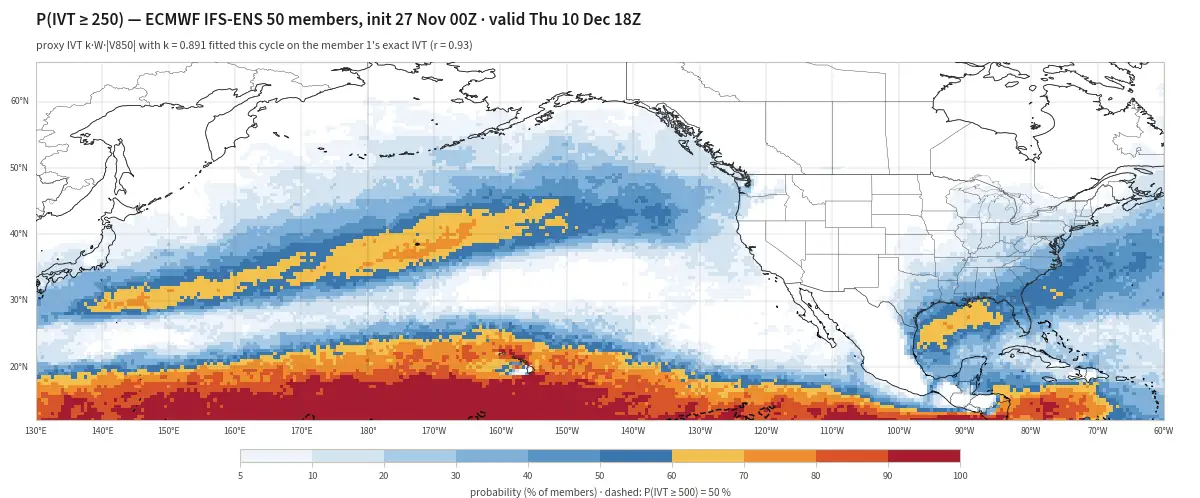 P(IVT ≥ 250) — ECMWF IFS-ENS 50 members, init 27 Nov 00Z · valid Thu 10 Dec 18Z
proxy IVT k·W·|V850| with k = 0.891 fitted this cycle on the member 1's exact IVT (r = 0.93)
60°N
50°N
40°N
30°N
20°N
130°E 140°E 150°E 160°E 180° 170°W 160°W 150°W 140°W 130°W 120°W 110°W 100°W 90°W 80°W 70°W 60°W
5 10 20 30 40 50 60 70 80 90 100
probability (% of members) · dashed: P(IVT ≥ 500) = 50 %